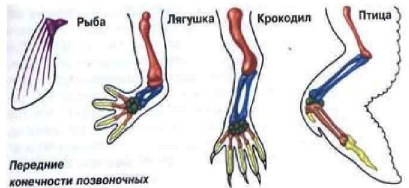 Рыба
Лягушка
Крокодил
Птица
Передние
конечности позвоночных